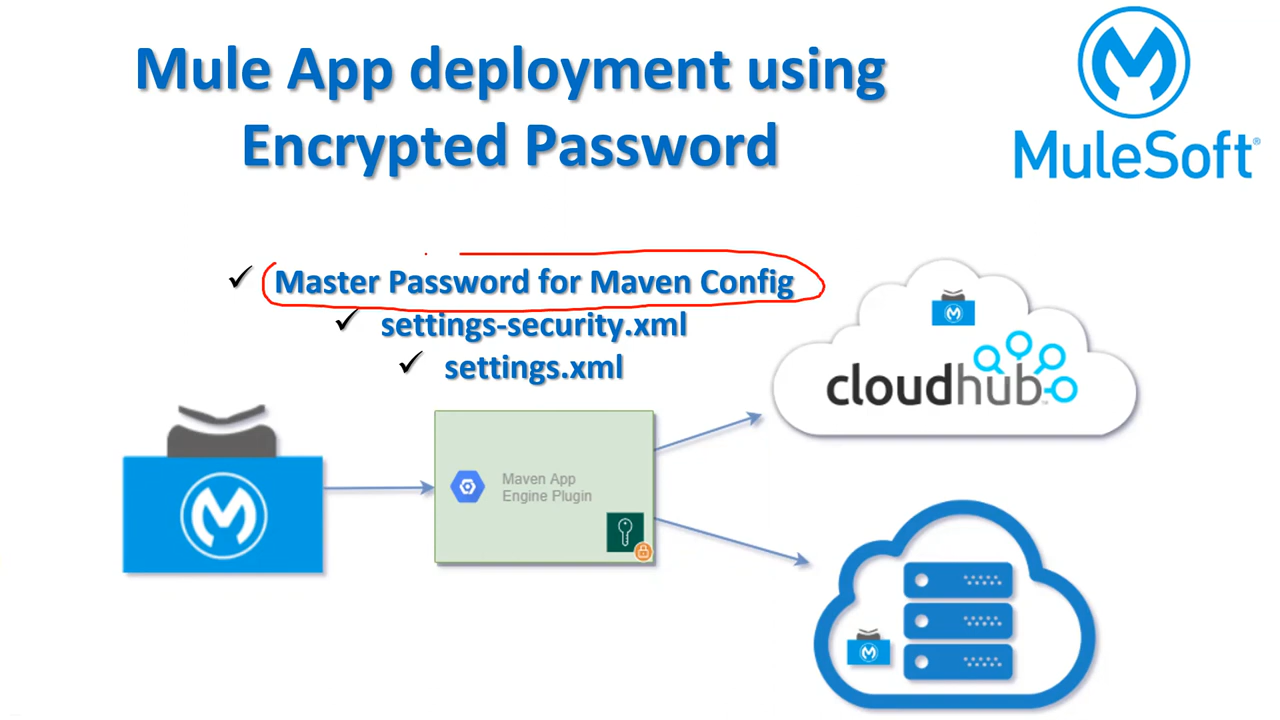 Mule App deployment using
Encrypted Password
MuleSoft®
Master Password for Maven Config
settings-security.xml
settings.xml
cloudhub™
Maven App
Engine Plugin